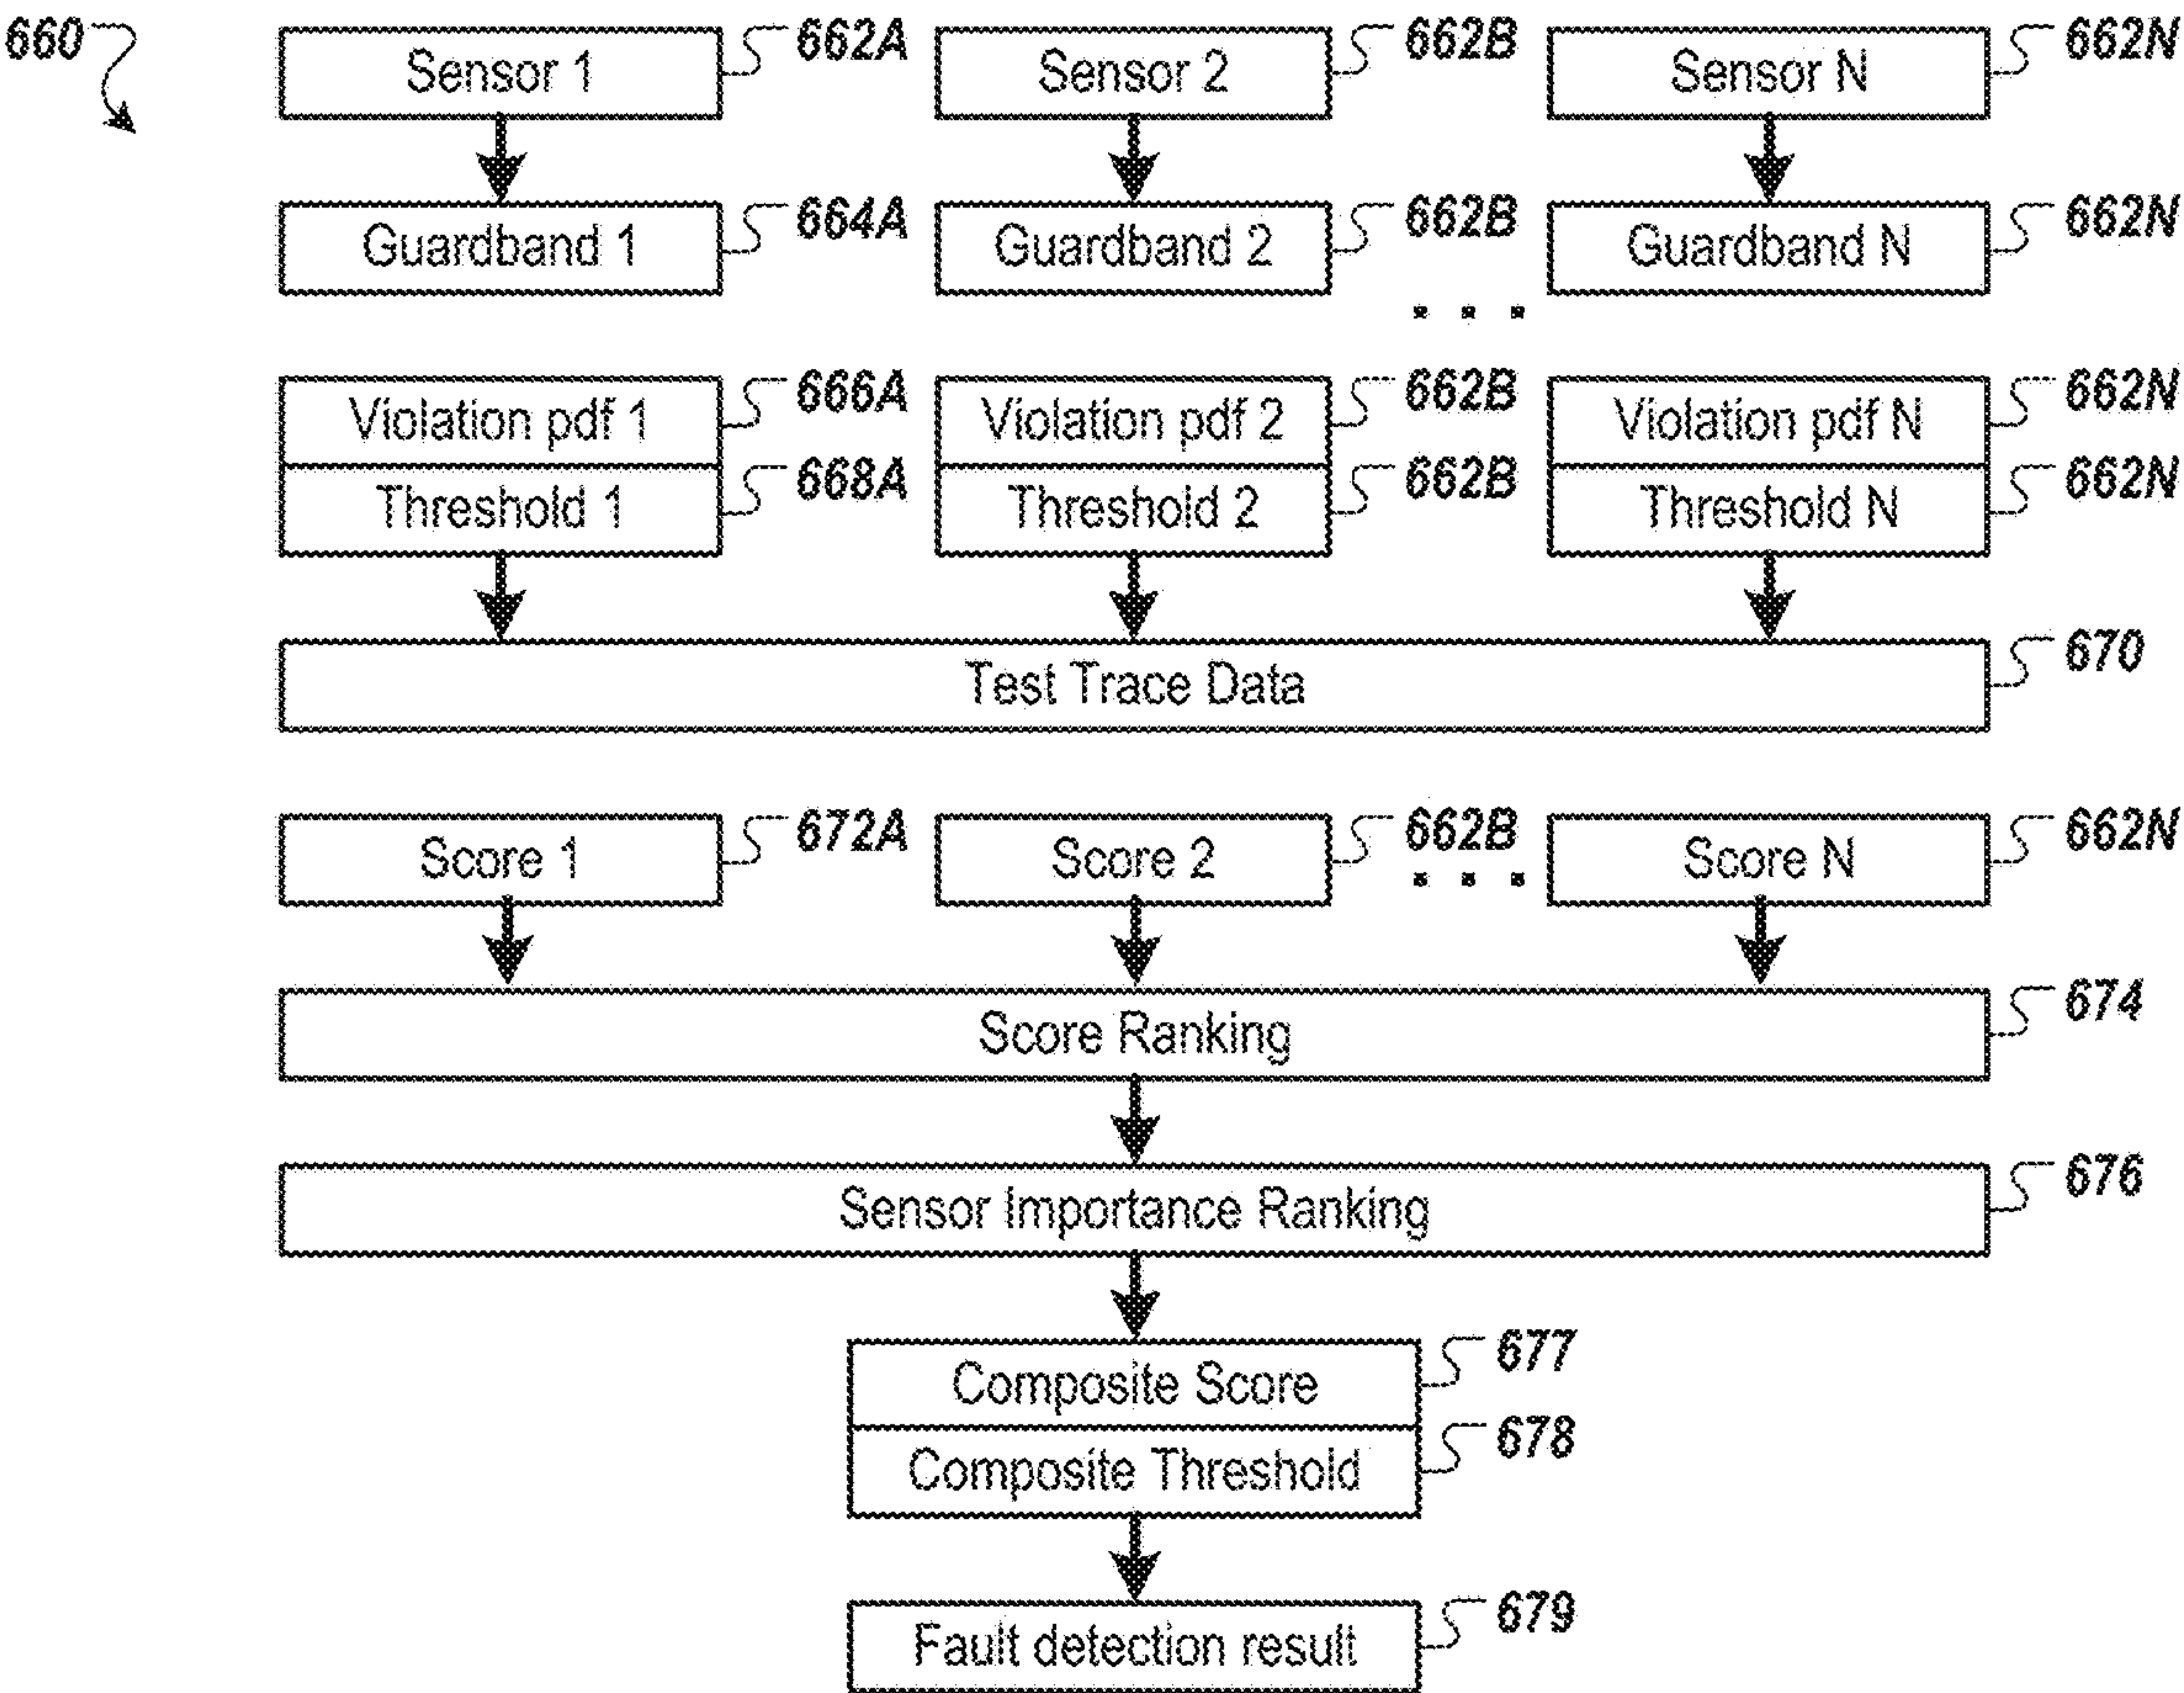 660
Sensor 1 662A Sensor 2 662B Sensor N 662N
Guardband 1 664A Guardband 2 662B Guardband N 662N
. . .
Violation pdf 1 666A Violation pdf 2 662B Violation pdf N 662N
Threshold 1 668A Threshold 2 662B Threshold N 662N
Test Trace Data 670
Score 1 672A Score 2 662B . . . Score N 662N
Score Ranking 674
Sensor Importance Ranking 676
Composite Score 677
Composite Threshold 678
Fault detection result 679